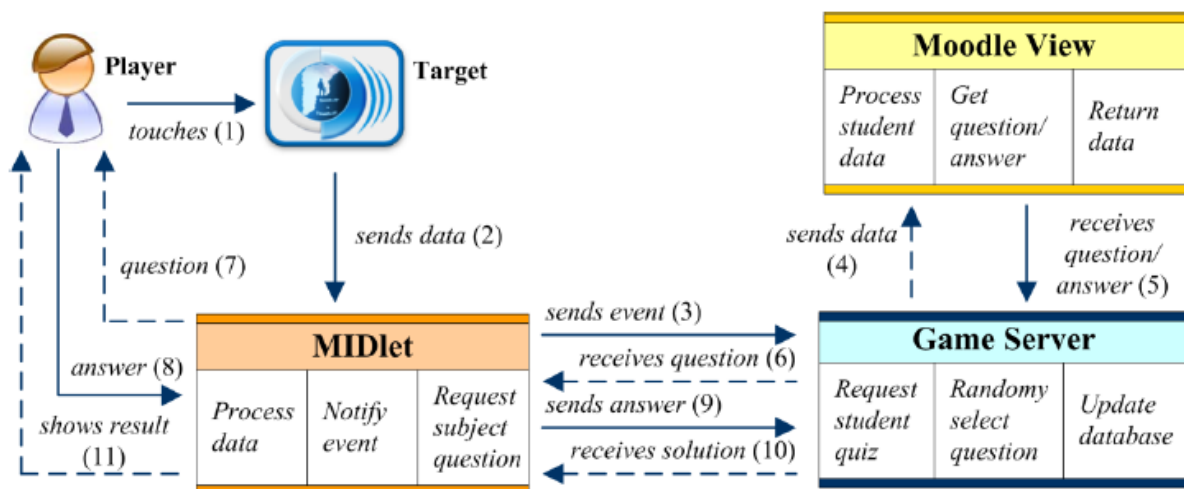 Player
Target
touches (1)
sends data (2)
question (7)
answer (8)
shows result
(11)
MIDlet
Process
data
Notify
event
Request
subject
question
sends event (3)
receives question (6)
sends answer (9)
receives solution (10)
Moodle View
Process
student
data
Get
question/
answer
Return
data
sends data
(4)
receives
question/
answer (5)
Game Server
Request
student
quiz
Randomy
select
question
Update
database